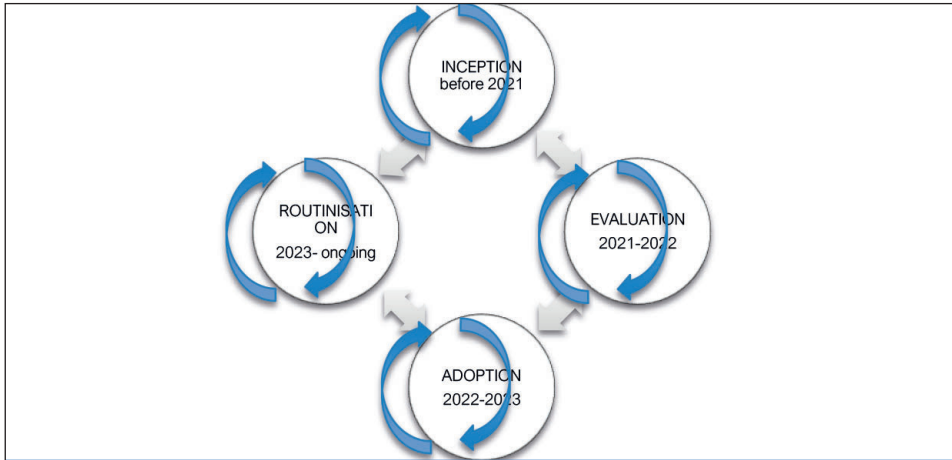 INCEPTION
before 2021
ROUTINISATI
ON
2023- ongoing
EVALUATION
2021-2022
ADOPTION
2022-2023